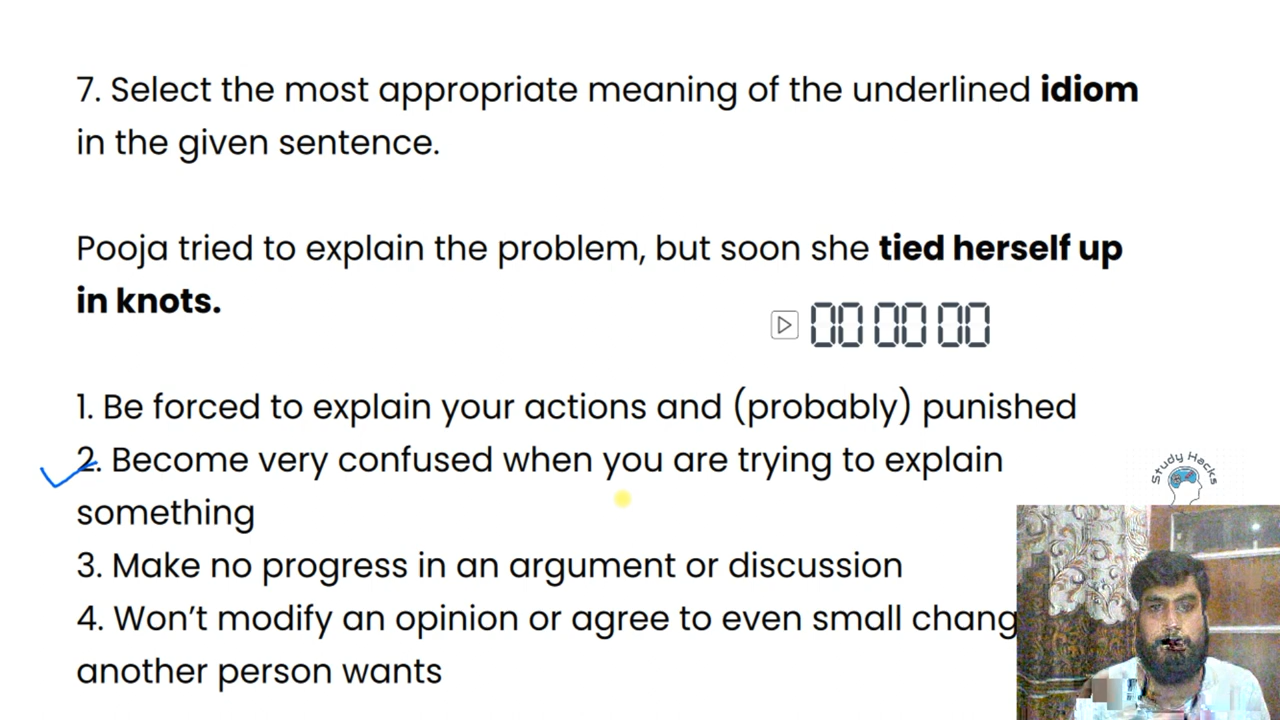 7. Select the most appropriate meaning of the underlined idiom
in the given sentence.
Pooja tried to explain the problem, but soon she tied herself up
in knots.
00 00 00
1. Be forced to explain your actions and (probably) punished
2. Become very confused when you are trying to explain
something
3. Make no progress in an argument or discussion
4. Won’t modify an opinion or agree to even small chang
another person wants
Study Hacks